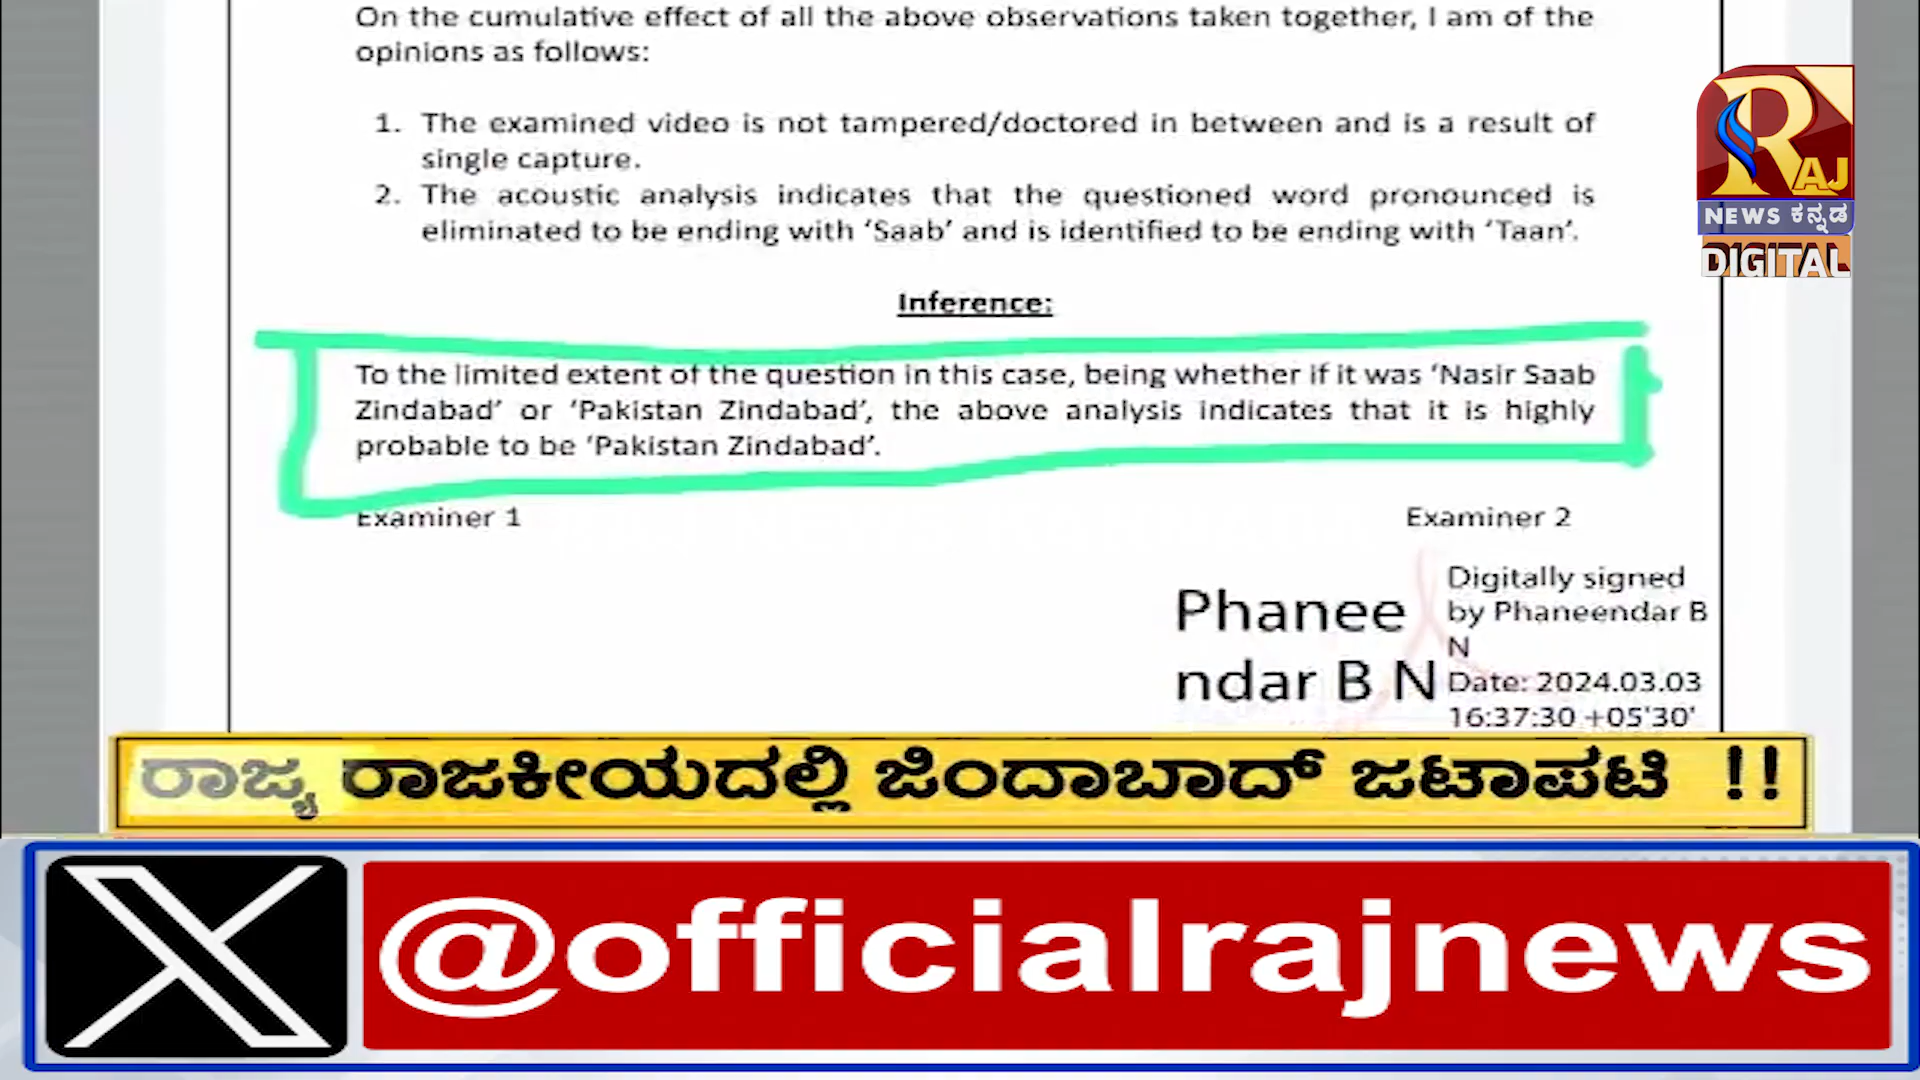 On the cumulative effect of all the above observations taken together, I am of the
opinions as follows:
1. The examined video is not tampered/doctored in between and is a result of
single capture.
2. The acoustic analysis indicates that the questioned word pronounced is
eliminated to be ending with ‘Saab’ and is identified to be ending with ‘Taan’.
Inference:
To the limited extent of the question in this case, being whether if it was ‘Nasir Saab
Zindabad’ or ‘Pakistan Zindabad’, the above analysis indicates that it is highly
probable to be ‘Pakistan Zindabad’.
Examiner 1
Examiner 2
Phanee
ndar B N
Digitally signed
by Phaneendar B
N
Date: 2024.03.03
16:37:30 +05'30'
RAJ
NEWS ಕನ್ನಡ
DIGITAL
ರಾಜ್ಯ ರಾಜಕೀಯದಲ್ಲಿ ಜಿಂದಾಬಾದ್ ಜಟಾಪಟಿ !!
@officialrajnews